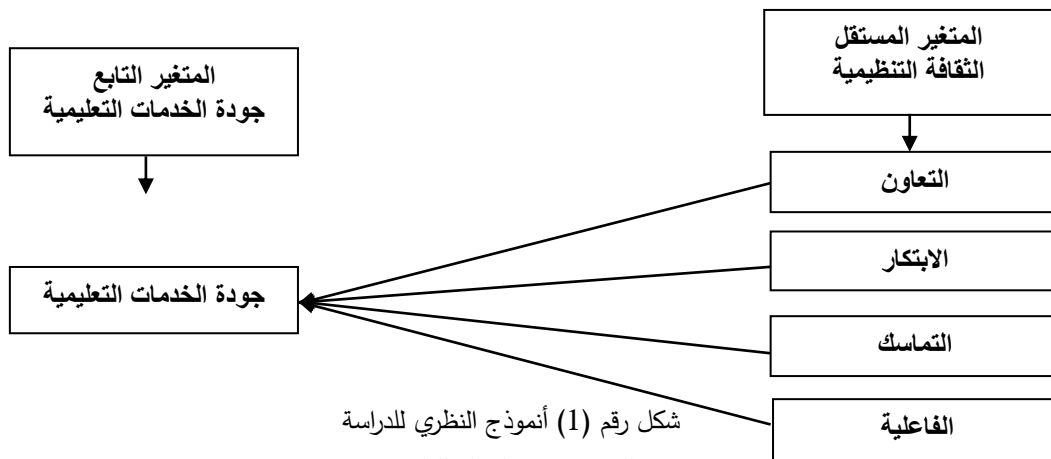 المتغير المستقل
الثقافة التنظيمية
المتغير التابع
جودة الخدمات التعليمية
التعاون
الابتكار
جودة الخدمات التعليمية
التماسك
الفاعلية
شكل رقم (1) أنموذج النظري للدراسة